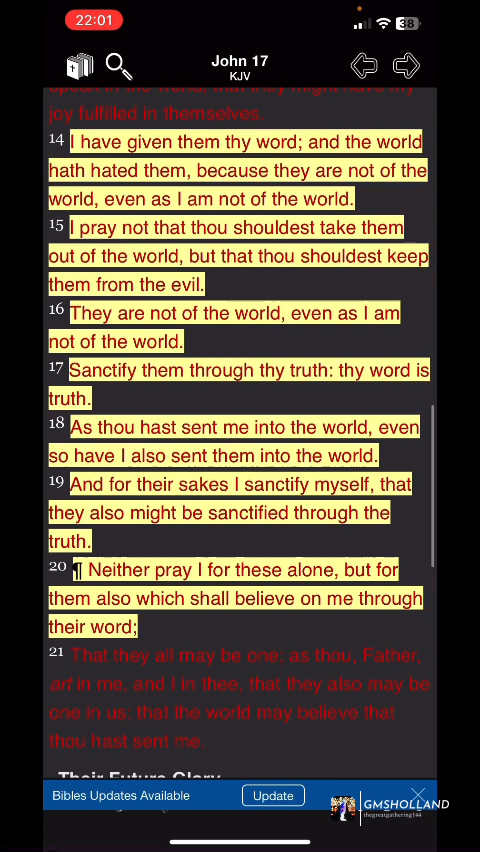 22:01
38
John 17
KJV
joy fulfilled in themselves.
14 I have given them thy word; and the world
hath hated them, because they are not of the
world, even as I am not of the world.
15 I pray not that thou shouldest take them
out of the world, but that thou shouldest keep
them from the evil.
16 They are not of the world, even as I am
not of the world.
17 Sanctify them through thy truth: thy word is
truth.
18 As thou hast sent me into the world, even
so have I also sent them into the world.
19 And for their sakes I sanctify myself, that
they also might be sanctified through the
truth.
20 ¶ Neither pray I for these alone, but for
them also which shall believe on me through
their word;
21 That they all may be one; as thou, Father,
art in me, and I in thee, that they also may be
one in us: that the world may believe that
thou hast sent me.
Their Future Glory
Bibles Updates Available
Update
GMSHOLLAND
thegreatgathering144